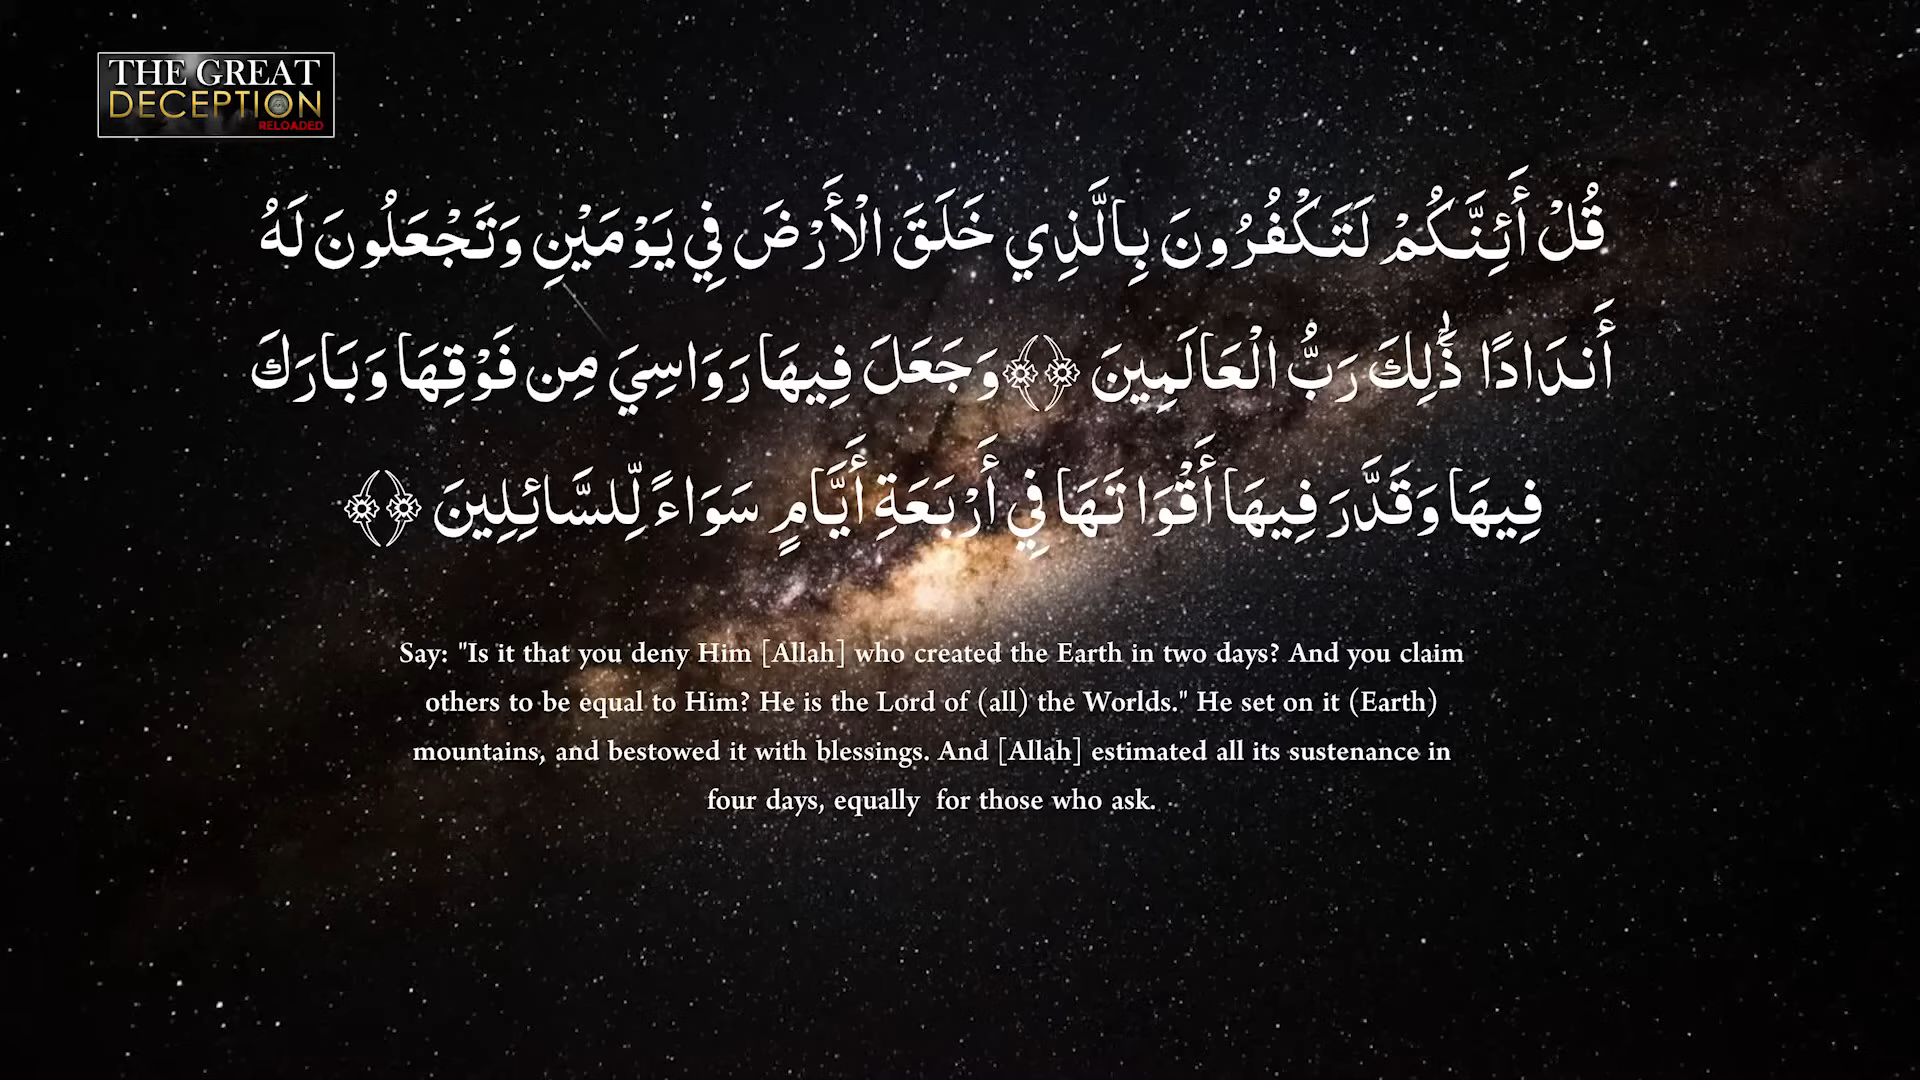 THE GREAT
DECEPTION
RELOADED
قُلْ أَئِنَّكُمْ لَتَكْفُرُونَ بِالَّذِي خَلَقَ الْأَرْضَ فِي يَوْمَيْنِ وَتَجْعَلُونَ لَهُ
أَندَادًا ۚ ذَٰلِكَ رَبُّ الْعَالَمِينَ ﴿﴾ وَجَعَلَ فِيهَا رَوَاسِيَ مِن فَوْقِهَا وَبَارَكَ
فِيهَا وَقَدَّرَ فِيهَا أَقْوَاتَهَا فِي أَرْبَعَةِ أَيَّامٍ سَوَاءً لِّلسَّائِلِينَ ﴿﴾
Say: "Is it that you deny Him [Allah] who created the Earth in two days? And you claim
others to be equal to Him? He is the Lord of (all) the Worlds." He set on it (Earth)
mountains, and bestowed it with blessings. And [Allah] estimated all its sustenance in
four days, equally for those who ask.